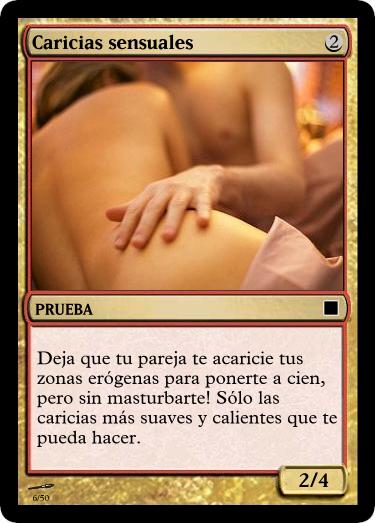 Caricias sensuales 2
PRUEBA
Deja que tu pareja te acaricie tus
zonas erógenas para ponerte a cien,
pero sin masturbarte! Sólo las
caricias más suaves y calientes que te
pueda hacer.
2/4
6/50